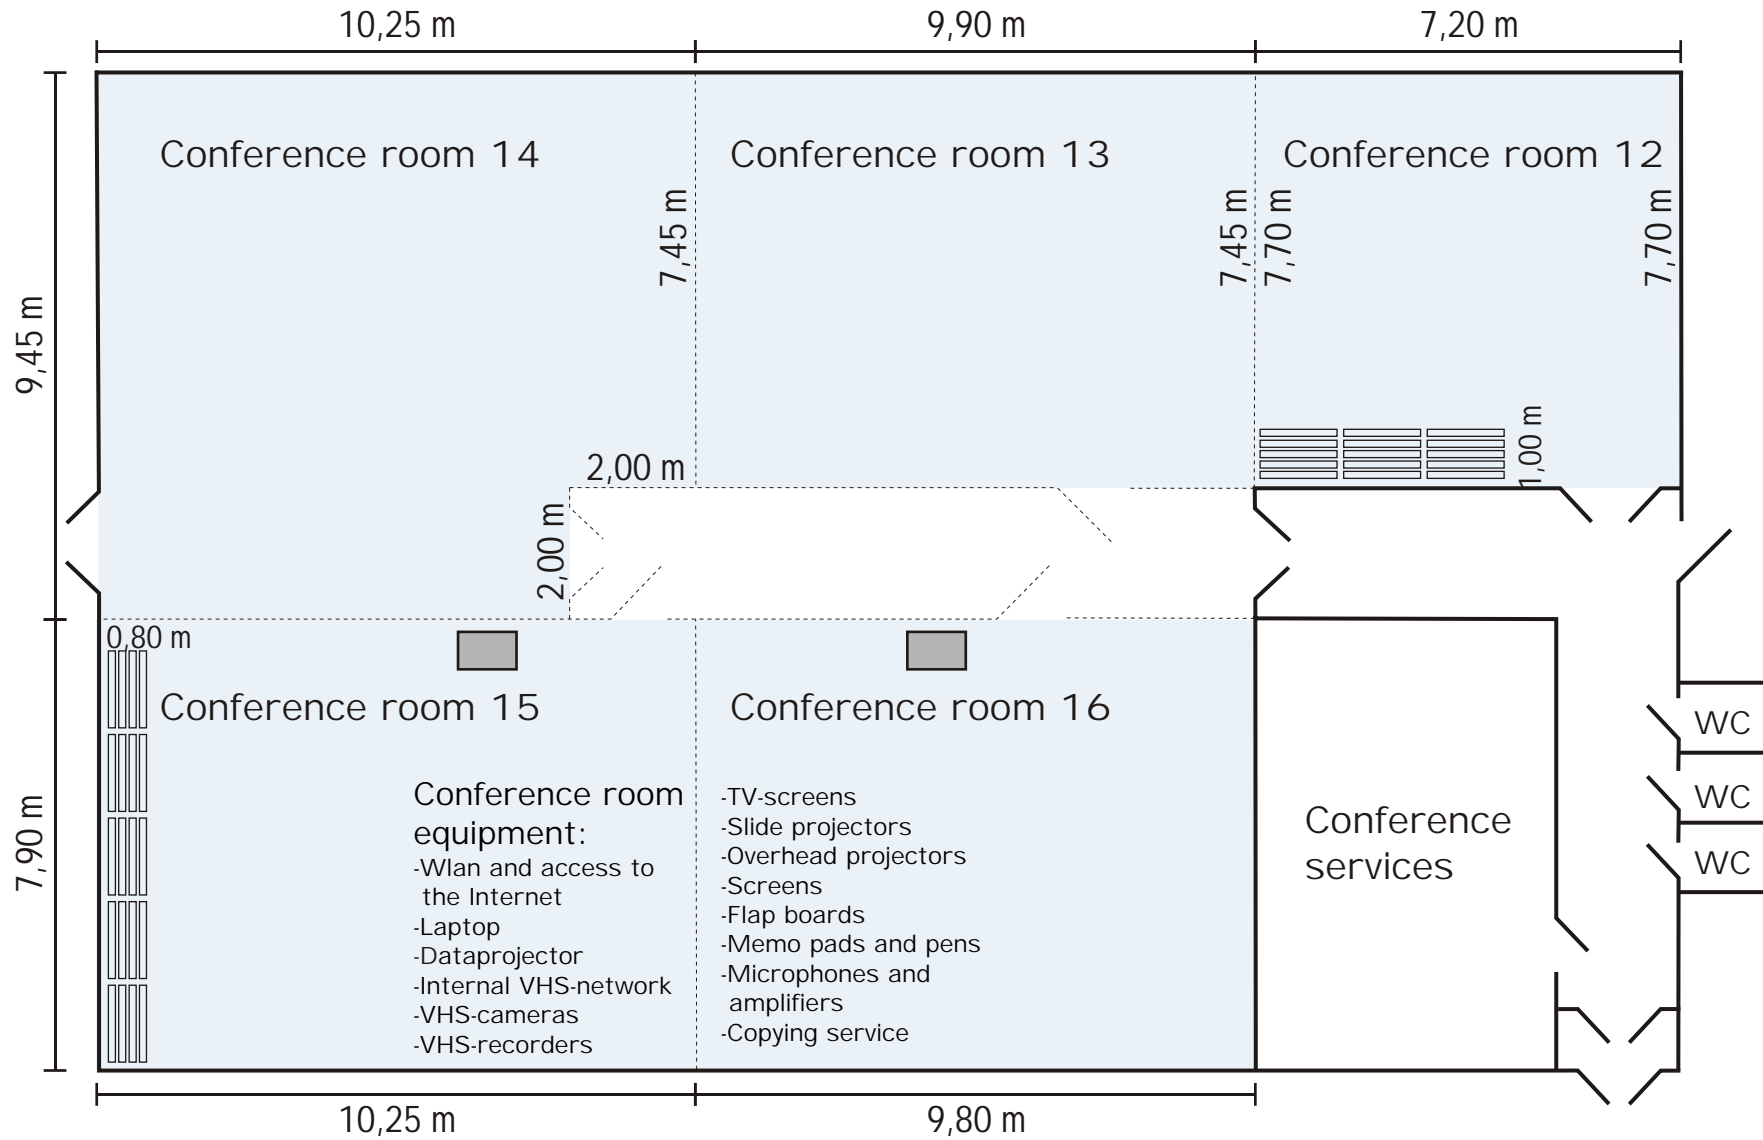 10,25 m
9,90 m
7,20 m
Conference room 14
Conference room 13
Conference room 12
7,45 m
7,45 m
7,70 m
7,70 m
9,45 m
2,00 m
1,00 m
2,00 m
0,80 m
Conference room 15
Conference room 16
WC
WC
WC
7,90 m
Conference room
equipment:
-Wlan and access to
the Internet
-Laptop
-Dataprojector
-Internal VHS-network
-VHS-cameras
-VHS-recorders
-TV-screens
-Slide projectors
-Overhead projectors
-Screens
-Flap boards
-Memo pads and pens
-Microphones and
amplifiers
-Copying service
Conference
services
10,25 m
9,80 m